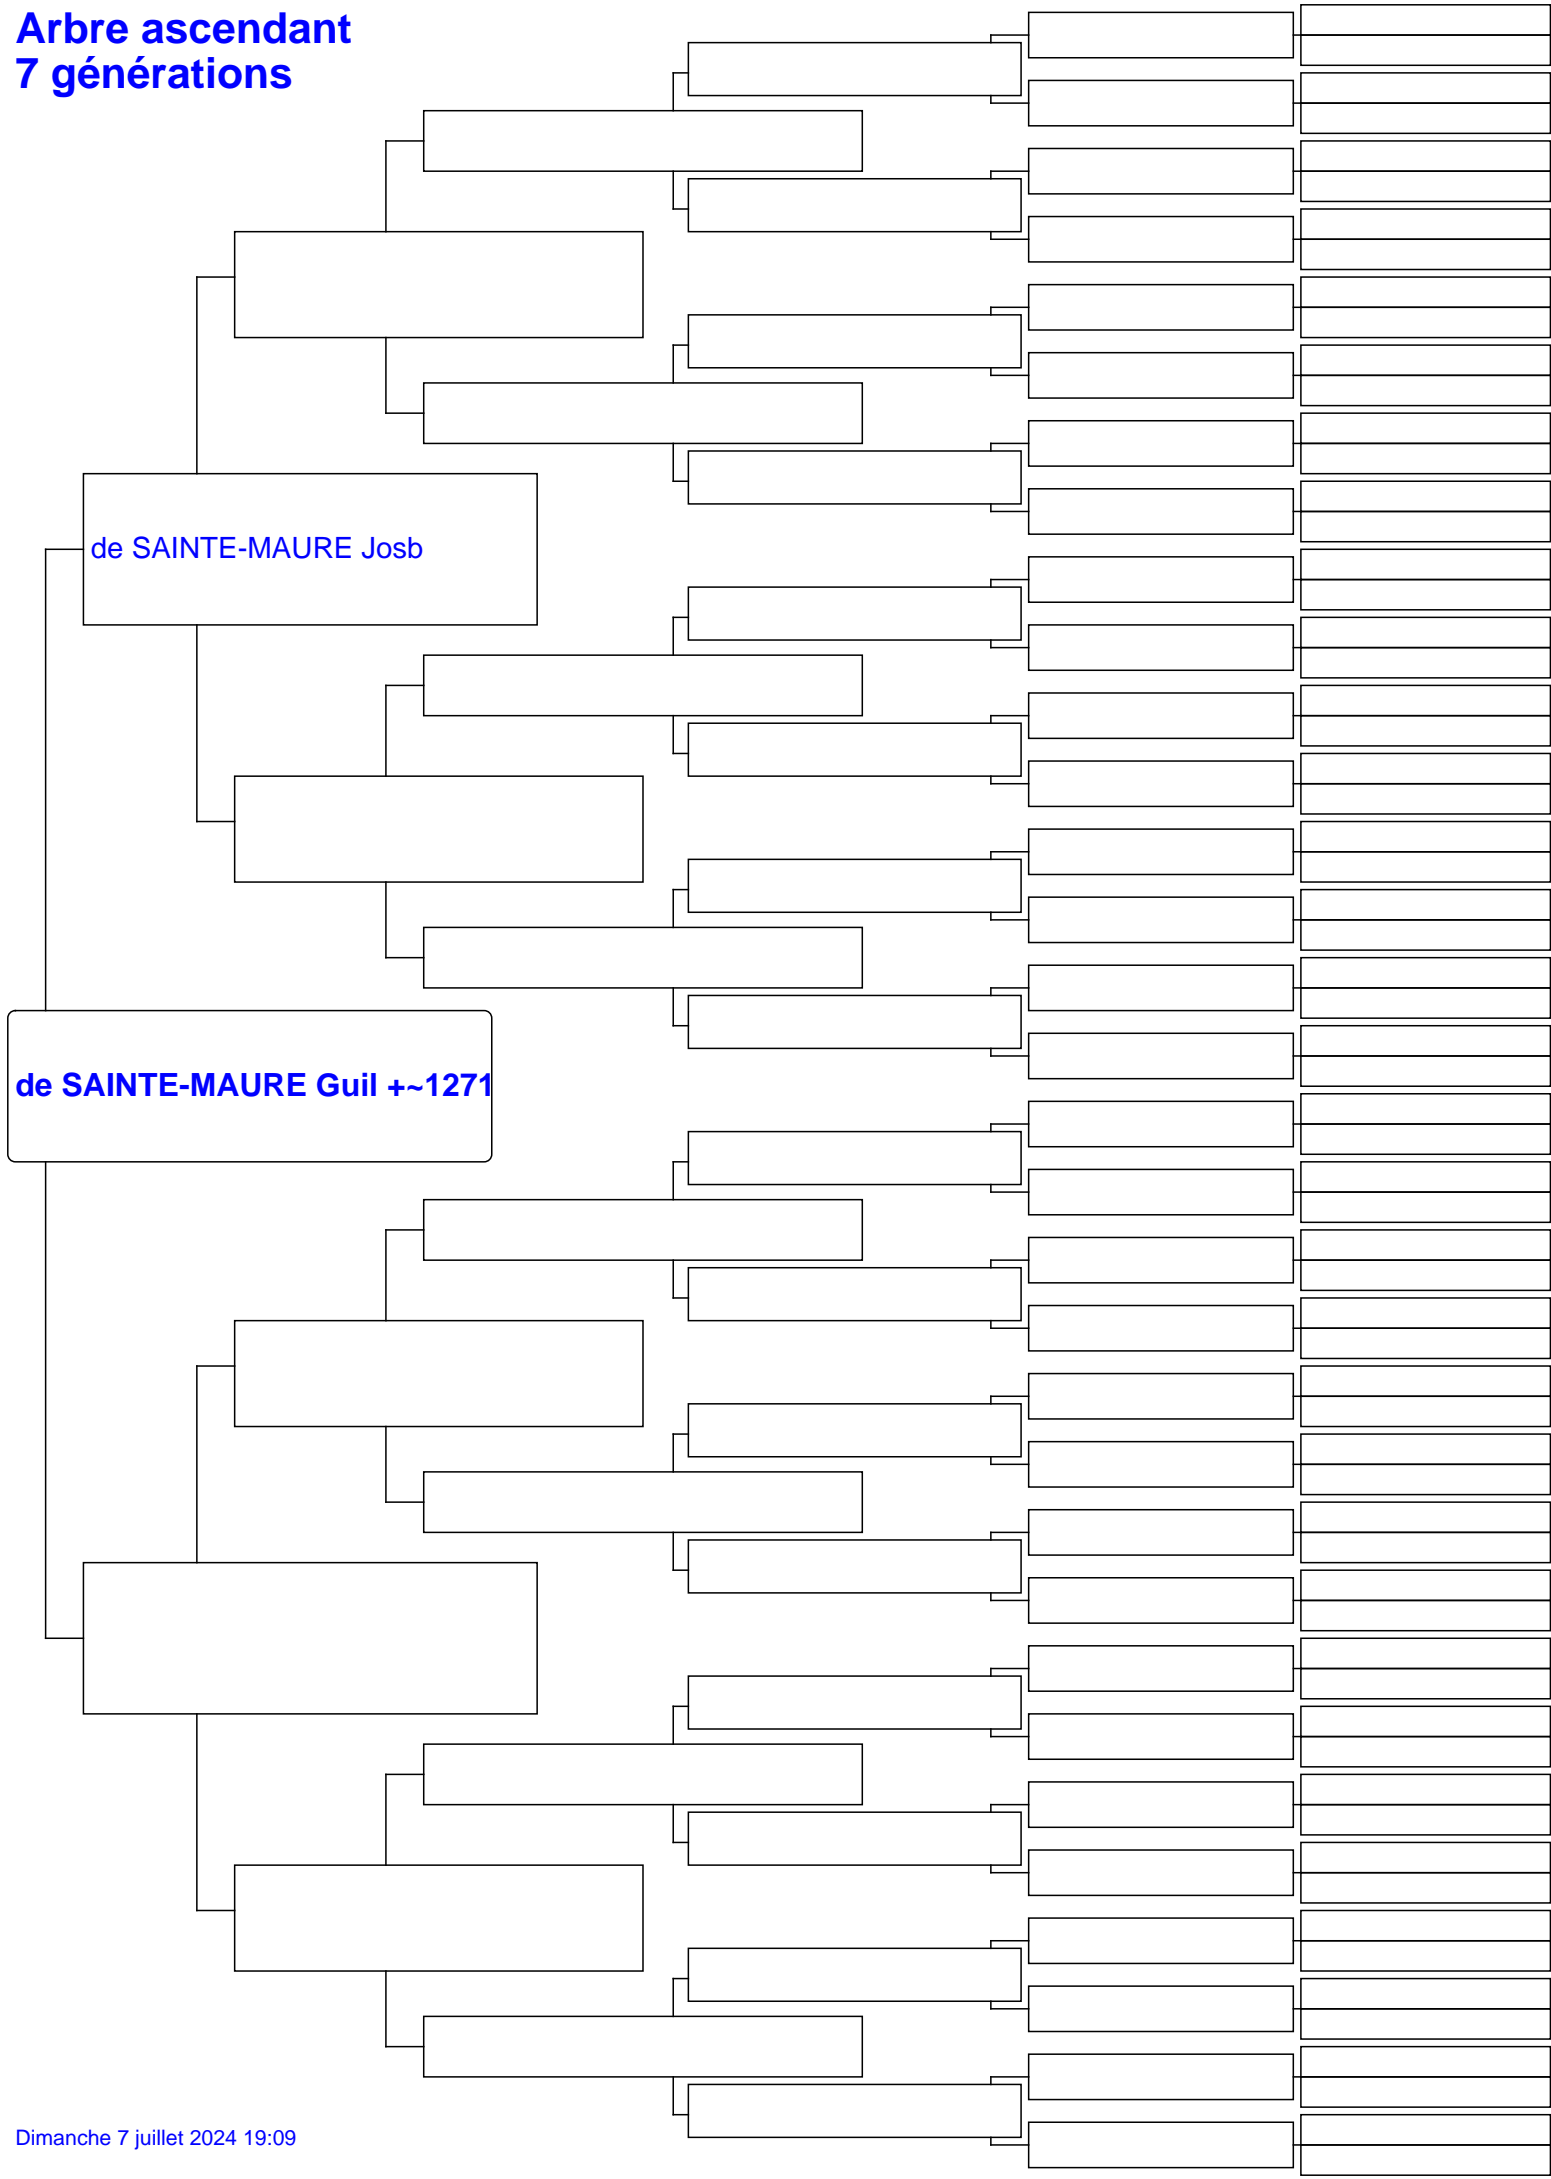 Arbre ascendant
7 générations
de SAINTE-MAURE Josb
de SAINTE-MAURE Guil +~1271
Dimanche 7 juillet 2024 19:09